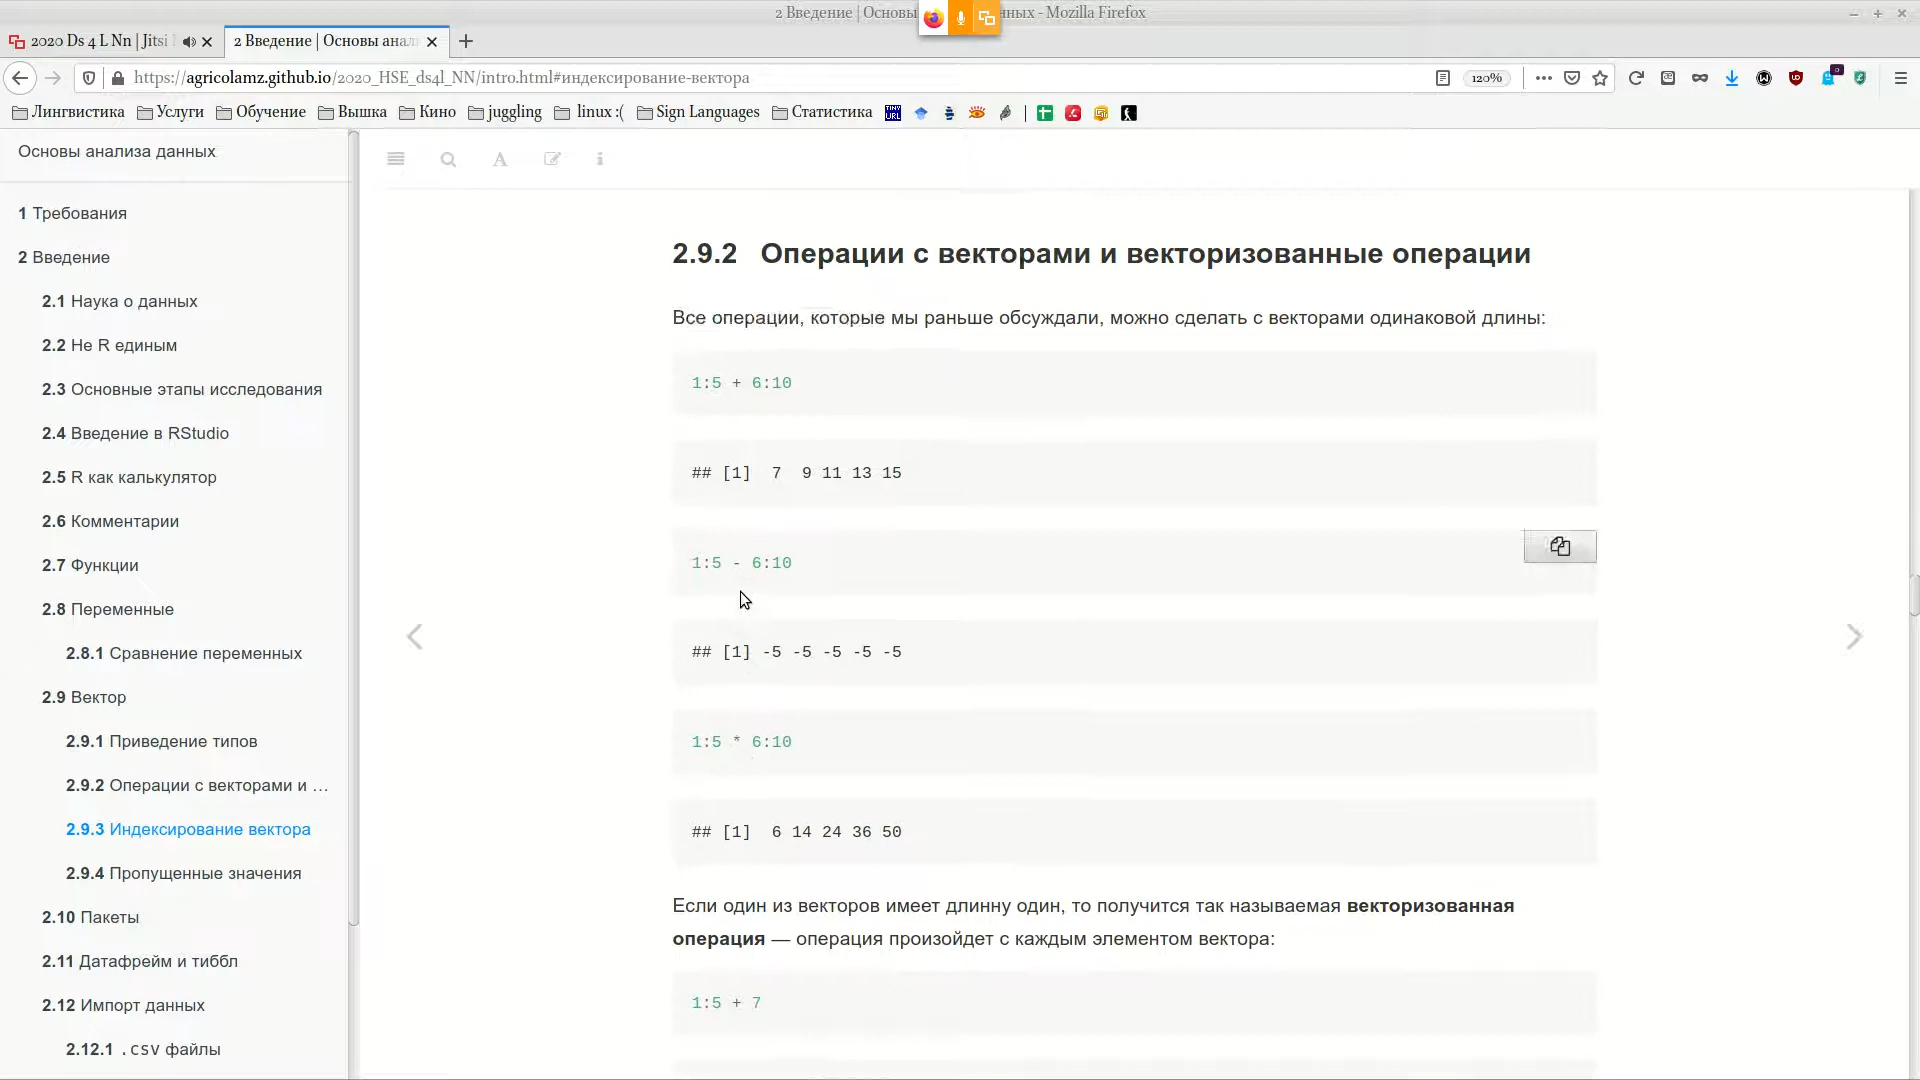 2 Введение | Основы
нных - Mozilla Firefox
2020 Ds 4 L Nn | Jitsi
2 Введение | Основы анал
https://agricolamz.github.io/2020_HSE_ds4l_NN/intro.html#индексирование-вектора
120%
Лингвистика Услуги Обучение Вышка Кино juggling linux :( Sign Languages Статистика
Основы анализа данных
1 Требования
2 Введение
2.1 Наука о данных
2.2 Не R единым
2.3 Основные этапы исследования
2.4 Введение в RStudio
2.5 R как калькулятор
2.6 Комментарии
2.7 Функции
2.8 Переменные
2.8.1 Сравнение переменных
2.9 Вектор
2.9.1 Приведение типов
2.9.2 Операции с векторами и …
2.9.3 Индексирование вектора
2.9.4 Пропущенные значения
2.10 Пакеты
2.11 Датафрейм и тиббл
2.12 Импорт данных
2.12.1 .csv файлы
2.9.2 Операции с векторами и векторизованные операции
Все операции, которые мы раньше обсуждали, можно сделать с векторами одинаковой длины:
1:5 + 6:10
## [1]  7  9 11 13 15
1:5 - 6:10
## [1] -5 -5 -5 -5 -5
1:5 * 6:10
## [1]  6 14 24 36 50
Если один из векторов имеет длинну один, то получится так называемая векторизованная
операция — операция произойдет с каждым элементом вектора:
1:5 + 7